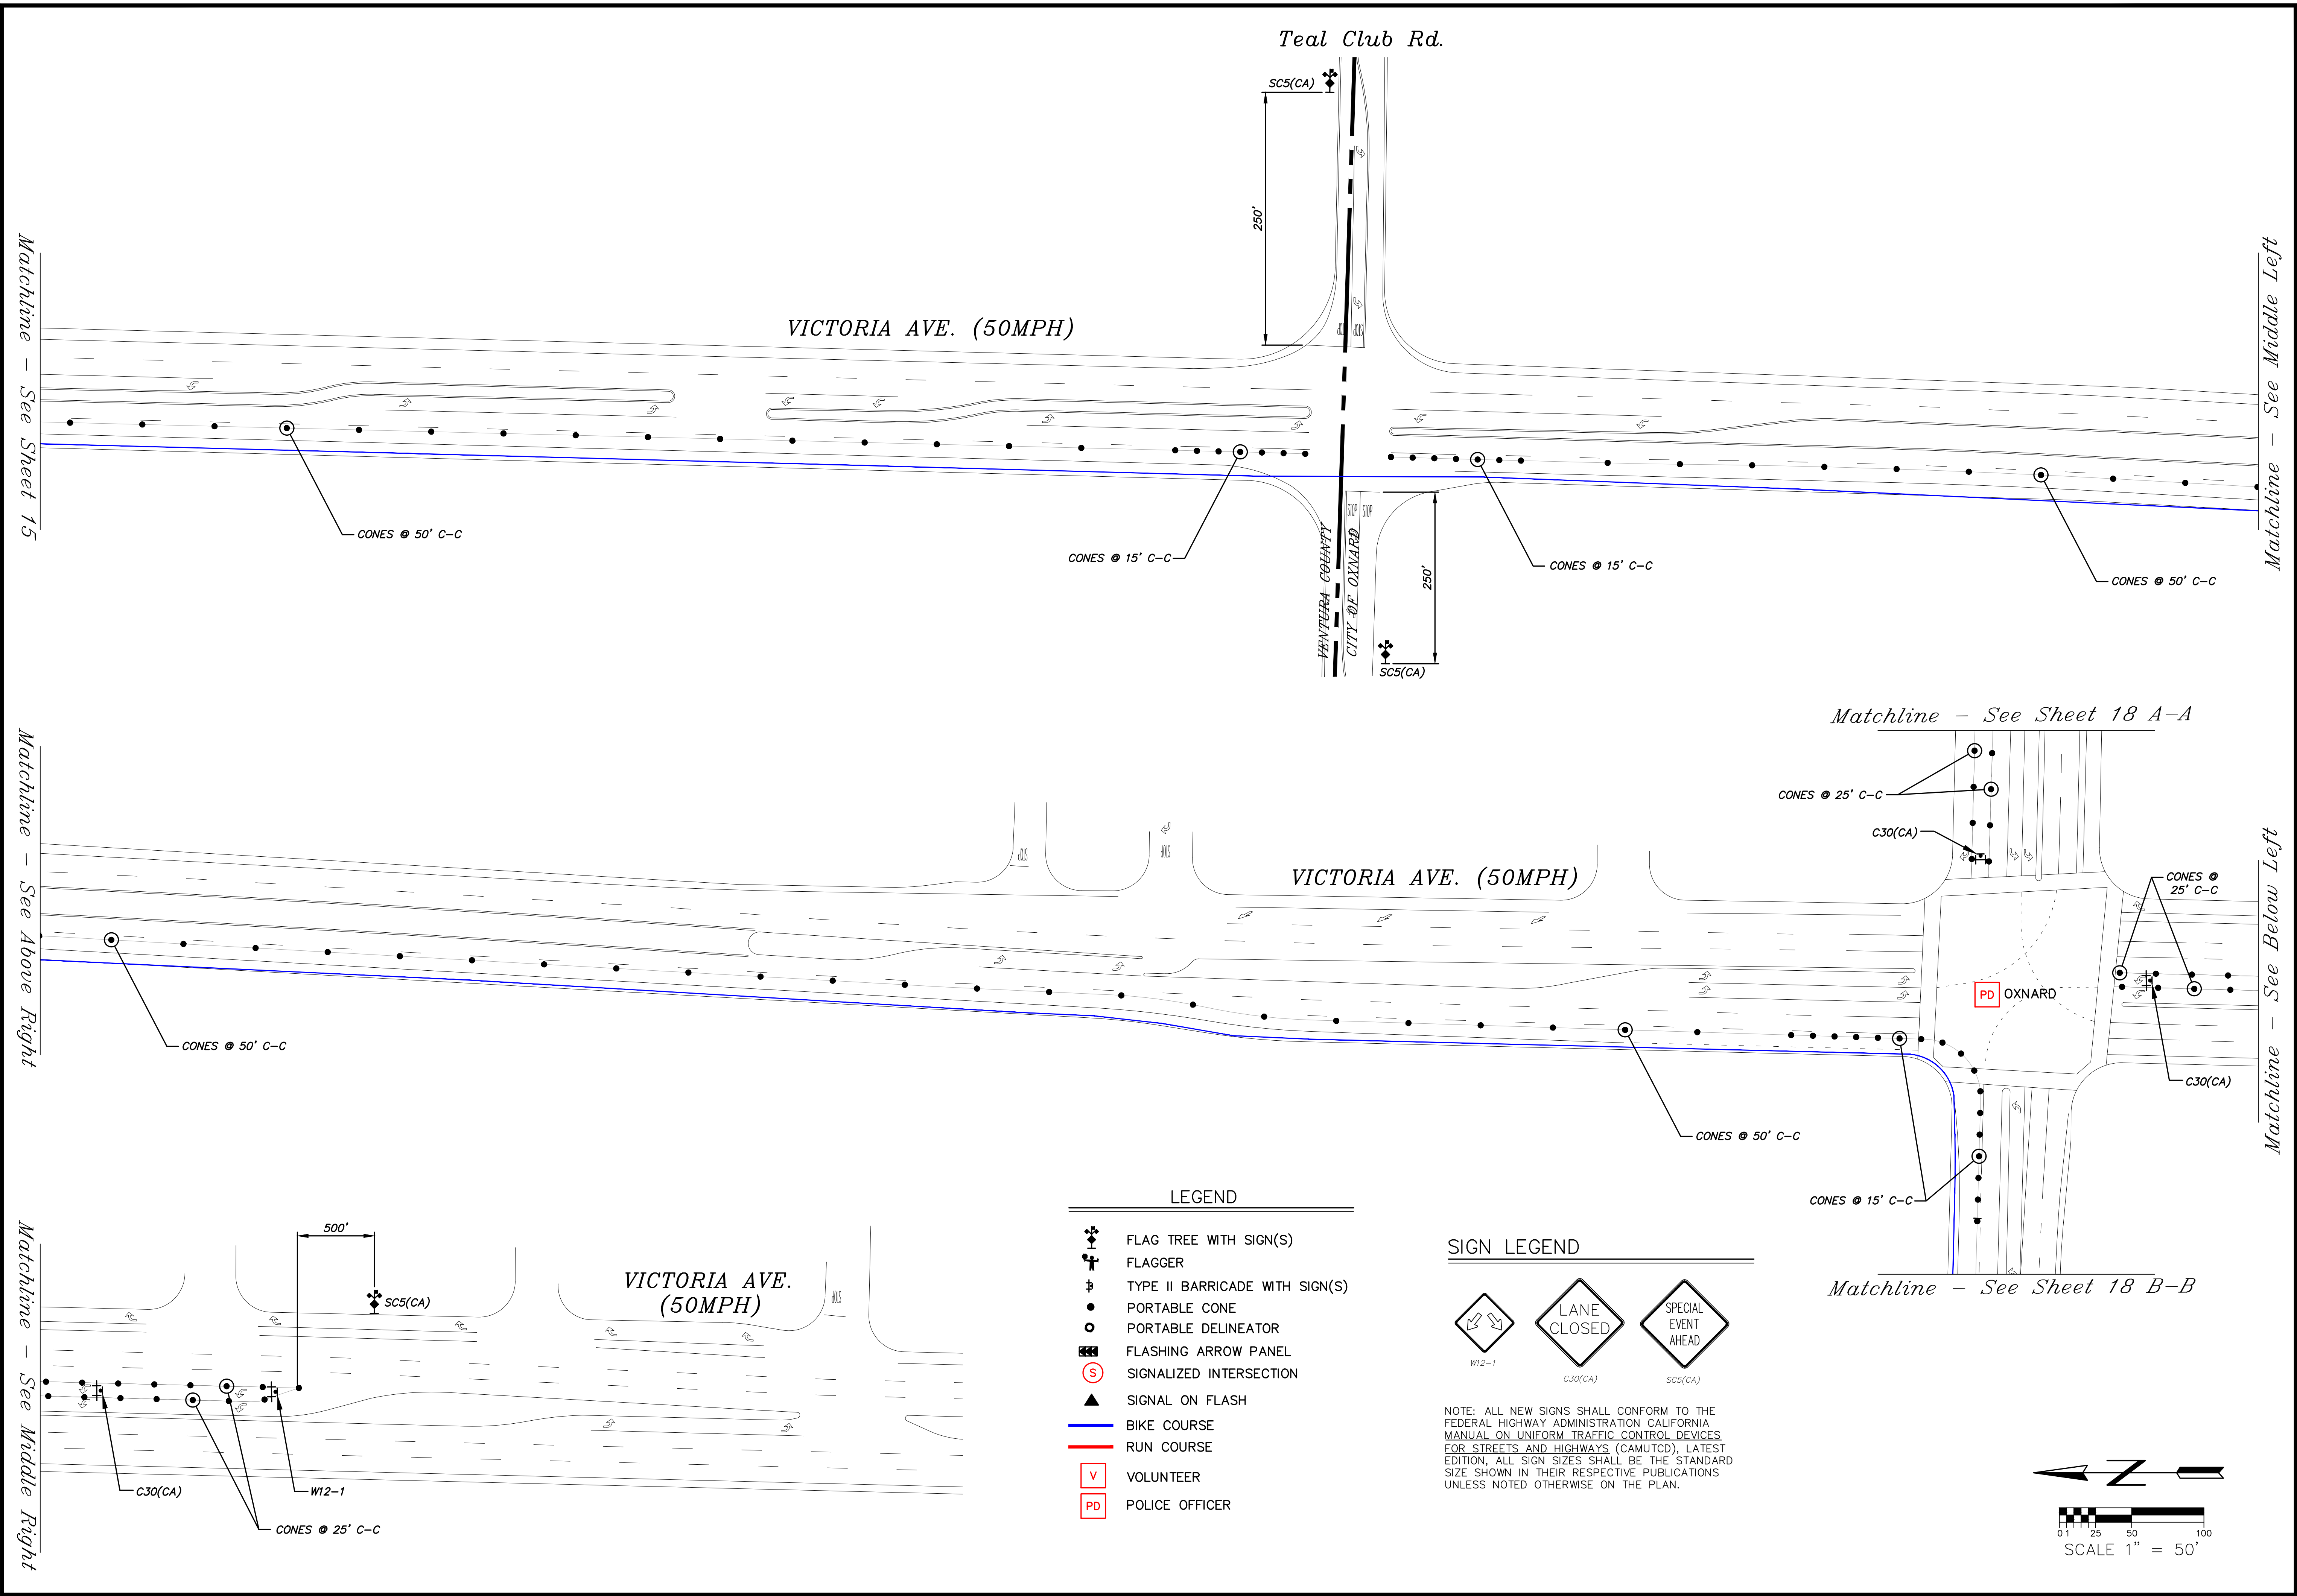 Teal Club Rd.
SC5(CA)
250'
Matchline – See Sheet 15
VICTORIA AVE. (50MPH)
STOP
STOP
Matchline – See Middle Left
CONES @ 50' C–C
CONES @ 15' C–C
STOP
STOP
VENTURA COUNTY
CITY OF OXNARD
250'
CONES @ 15' C–C
CONES @ 50' C–C
SC5(CA)
Matchline – See Sheet 18 A–A
Matchline – See Above Right
CONES @ 25' C–C
C30(CA)
STOP
STOP
VICTORIA AVE. (50MPH)
CONES @
25' C–C
Matchline – See Below Left
PD OXNARD
CONES @ 50' C–C
C30(CA)
CONES @ 50' C–C
CONES @ 15' C–C
Matchline – See Sheet 18 B–B
Matchline – See Middle Right
500'
SC5(CA)
VICTORIA AVE.
(50MPH)
STOP
C30(CA)
W12–1
CONES @ 25' C–C
LEGEND
FLAG TREE WITH SIGN(S)
FLAGGER
TYPE II BARRICADE WITH SIGN(S)
PORTABLE CONE
PORTABLE DELINEATOR
FLASHING ARROW PANEL
S SIGNALIZED INTERSECTION
SIGNAL ON FLASH
BIKE COURSE
RUN COURSE
V VOLUNTEER
PD POLICE OFFICER
SIGN LEGEND
W12–1
LANE
CLOSED
C30(CA)
SPECIAL
EVENT
AHEAD
SC5(CA)
NOTE: ALL NEW SIGNS SHALL CONFORM TO THE
FEDERAL HIGHWAY ADMINISTRATION CALIFORNIA
MANUAL ON UNIFORM TRAFFIC CONTROL DEVICES
FOR STREETS AND HIGHWAYS (CAMUTCD), LATEST
EDITION, ALL SIGN SIZES SHALL BE THE STANDARD
SIZE SHOWN IN THEIR RESPECTIVE PUBLICATIONS
UNLESS NOTED OTHERWISE ON THE PLAN.
Z
0 1 25 50 100
SCALE 1" = 50'